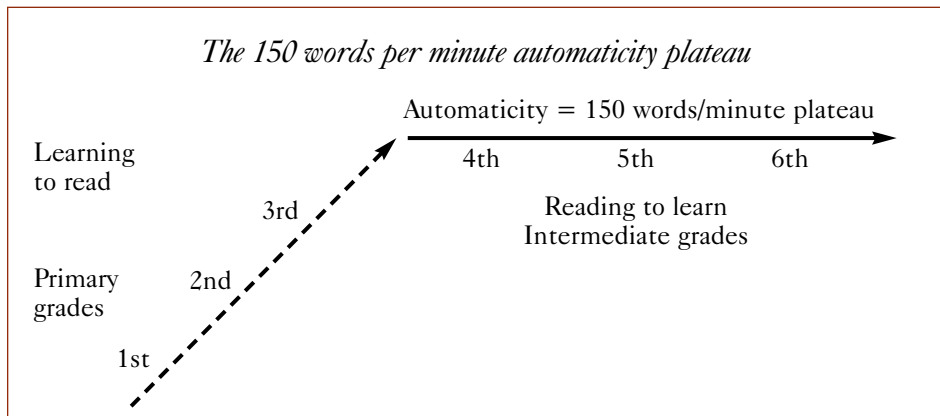 The 150 words per minute automaticity plateau
Automaticity = 150 words/minute plateau
Learning
to read
4th
5th
6th
3rd
Reading to learn
Intermediate grades
Primary
grades
2nd
1st